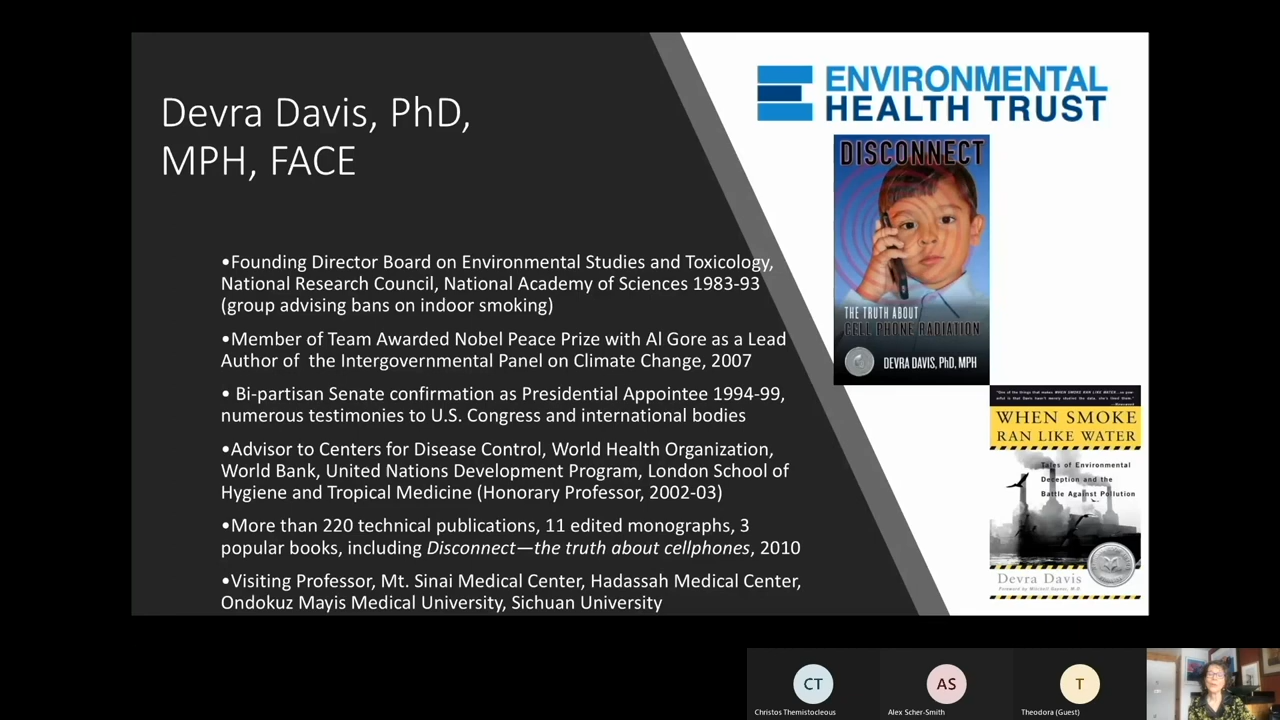 Devra Davis, PhD,
MPH, FACE
•Founding Director Board on Environmental Studies and Toxicology,
National Research Council, National Academy of Sciences 1983-93
(group advising bans on indoor smoking)
•Member of Team Awarded Nobel Peace Prize with Al Gore as a Lead
Author of the Intergovernmental Panel on Climate Change, 2007
• Bi-partisan Senate confirmation as Presidential Appointee 1994-99,
numerous testimonies to U.S. Congress and international bodies
•Advisor to Centers for Disease Control, World Health Organization,
World Bank, United Nations Development Program, London School of
Hygiene and Tropical Medicine (Honorary Professor, 2002-03)
•More than 220 technical publications, 11 edited monographs, 3
popular books, including Disconnect—the truth about cellphones, 2010
•Visiting Professor, Mt. Sinai Medical Center, Hadassah Medical Center,
Ondokuz Mayis Medical University, Sichuan University
ENVIRONMENTAL
HEALTH TRUST
DISCONNECT
THE TRUTH ABOUT
CELL PHONE RADIATION
DEVRA DAVIS, PhD, MPH
WHEN SMOKE
RAN LIKE WATER
Tales of Environmental
Deception and the
Battle Against Pollution
Devra Davis
CT
Christos Themistocleous
AS
Alex Scher-Smith
T
Theodora (Guest)